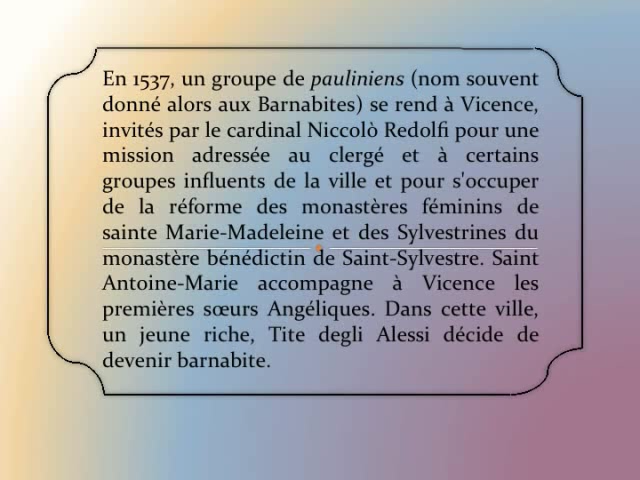 En 1537, un groupe de pauliniens (nom souvent
donné alors aux Barnabites) se rend à Vicence,
invités par le cardinal Niccolò Redolfi pour une
mission adressée au clergé et à certains
groupes influents de la ville et pour s'occuper
de la réforme des monastères féminins de
sainte Marie-Madeleine et des Sylvestrines du
monastère bénédictin de Saint-Sylvestre. Saint
Antoine-Marie accompagne à Vicence les
premières sœurs Angéliques. Dans cette ville,
un jeune riche, Tite degli Alessi décide de
devenir barnabite.